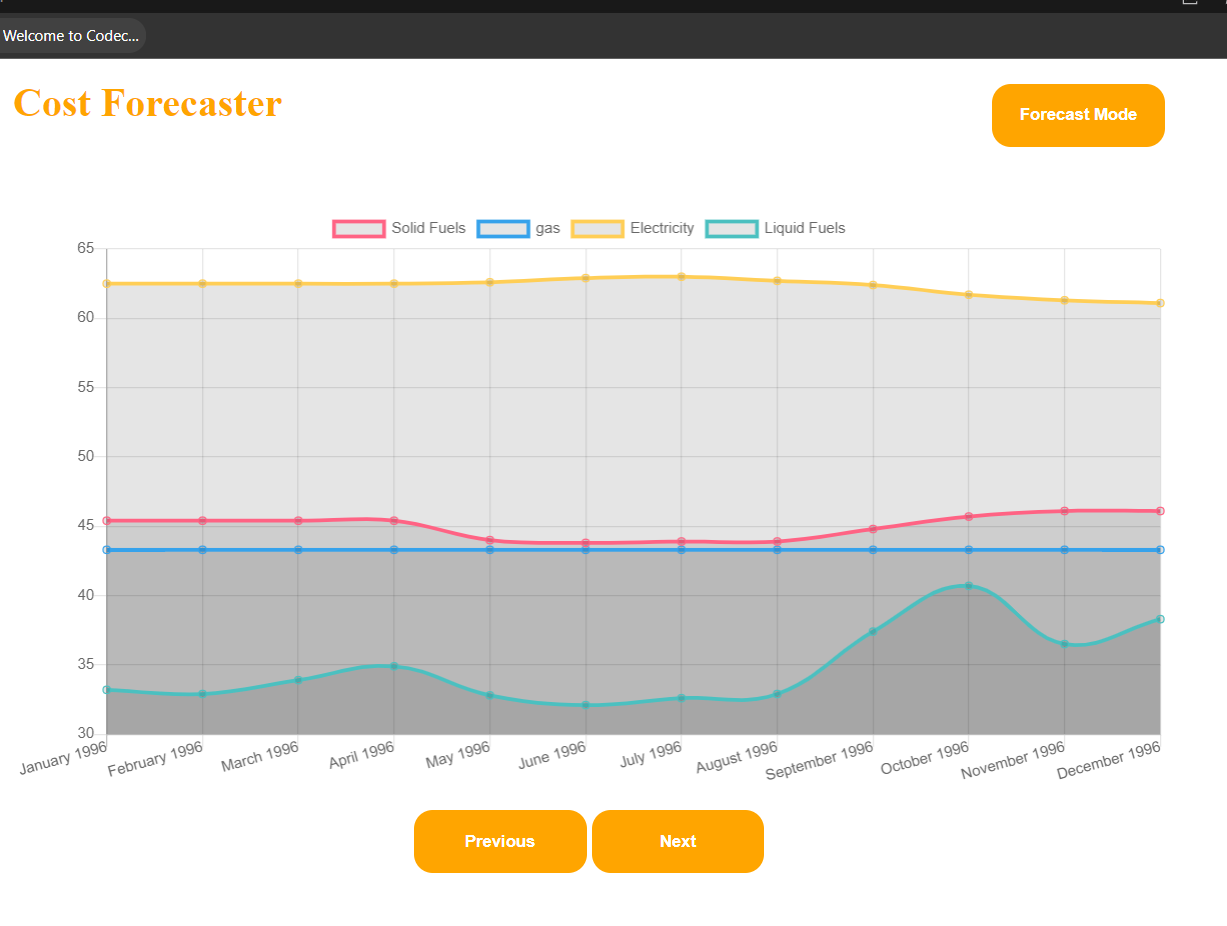 Welcome to Codec...
Cost Forecaster
Forecast Mode
Solid Fuels gas Electricity Liquid Fuels
65
60
55
50
45
40
35
30
January 1996 February 1996 March 1996 April 1996 May 1996 June 1996 July 1996 August 1996 September 1996 October 1996 November 1996 December 1996
Previous Next